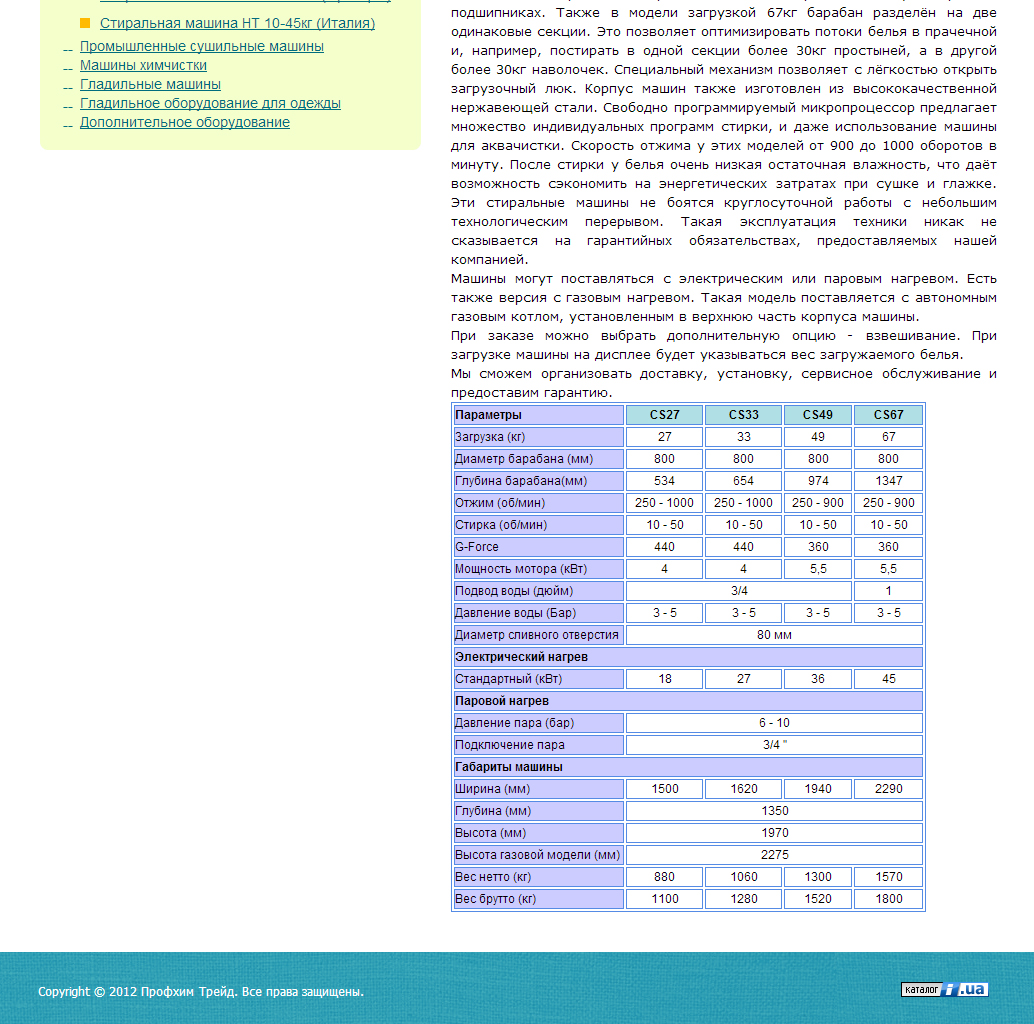 Стиральная машина HT 10-45кг (Италия)
Промышленные сушильные машины
Машины химчистки
Гладильные машины
Гладильное оборудование для одежды
Дополнительное оборудование
подшипниках. Также в модели загрузкой 67кг барабан разделён на две
одинаковые секции. Это позволяет оптимизировать потоки белья в прачечной
и, например, постирать в одной секции более 30кг простыней, а в другой
более 30кг наволочек. Специальный механизм позволяет с лёгкостью открыть
загрузочный люк. Корпус машин также изготовлен из высококачественной
нержавеющей стали. Свободно программируемый микропроцессор предлагает
множество индивидуальных программ стирки, и даже использование машины
для аквачистки. Скорость отжима у этих моделей от 900 до 1000 оборотов в
минуту. После стирки у белья очень низкая остаточная влажность, что даёт
возможность сэкономить на энергетических затратах при сушке и глажке.
Эти стиральные машины не боятся круглосуточной работы с небольшим
технологическим перерывом. Такая эксплуатация техники никак не
сказывается на гарантийных обязательствах, предоставляемых нашей
компанией.
Машины могут поставляться с электрическим или паровым нагревом. Есть
также версия с газовым нагревом. Такая модель поставляется с автономным
газовым котлом, установленным в верхнюю часть корпуса машины.
При заказе можно выбрать дополнительную опцию - взвешивание. При
загрузке машины на дисплее будет указываться вес загружаемого белья.
Мы сможем организовать доставку, установку, сервисное обслуживание и
предоставим гарантию.
Параметры CS27 CS33 CS49 CS67
Загрузка (кг) 27 33 49 67
Диаметр барабана (мм) 800 800 800 800
Глубина барабана(мм) 534 654 974 1347
Отжим (об/мин) 250 - 1000 250 - 1000 250 - 900 250 - 900
Стирка (об/мин) 10 - 50 10 - 50 10 - 50 10 - 50
G-Force 440 440 360 360
Мощность мотора (кВт) 4 4 5,5 5,5
Подвод воды (дюйм) 3/4 1
Давление воды (Бар) 3 - 5 3 - 5 3 - 5 3 - 5
Диаметр сливного отверстия 80 мм
Электрический нагрев
Стандартный (кВт) 18 27 36 45
Паровой нагрев
Давление пара (бар) 6 - 10
Подключение пара 3/4 "
Габариты машины
Ширина (мм) 1500 1620 1940 2290
Глубина (мм) 1350
Высота (мм) 1970
Высота газовой модели (мм) 2275
Вес нетто (кг) 880 1060 1300 1570
Вес брутто (кг) 1100 1280 1520 1800
Copyright © 2012 Профхим Трейд. Все права защищены.
каталог i.ua